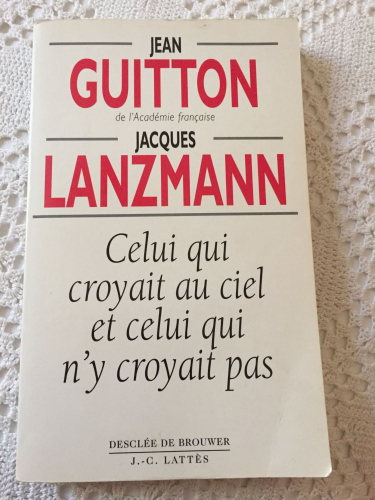 JEAN
GUITTON
de l'Académie française
JACQUES
LANZMANN
Celui qui
croyait au ciel
et celui qui
n'y croyait pas
DESCLÉE DE BROUWER
J.-C. LATTÈS